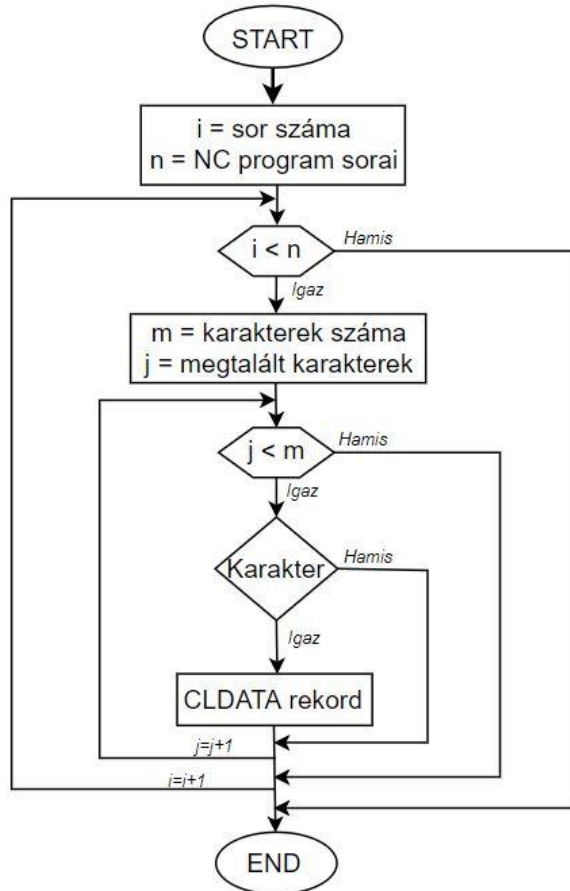 START
i = sor száma
n = NC program sorai
i < n
Hamis
Igaz
m = karakterek száma
j = megtalált karakterek
j < m
Hamis
Igaz
Karakter
Hamis
Igaz
CLDATA rekord
j=j+1
i=i+1
END